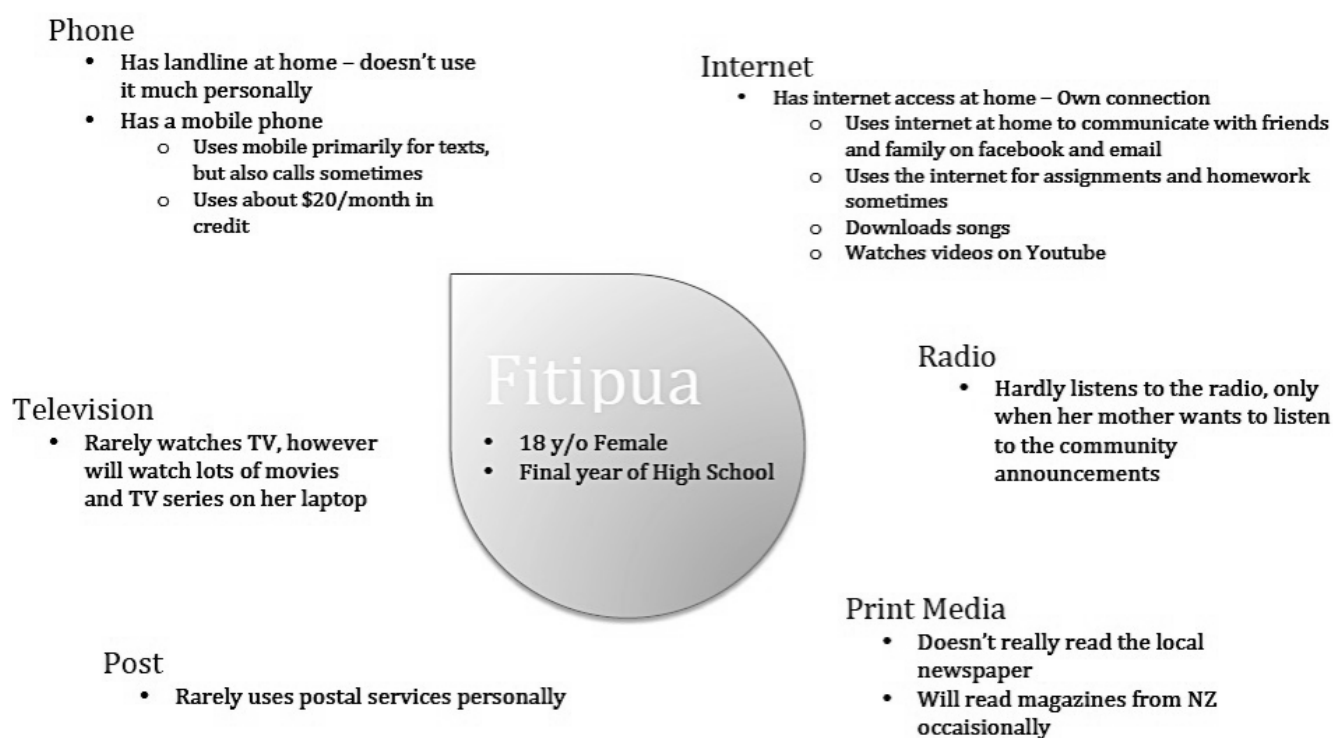 Phone
• Has landline at home – doesn't use
it much personally
• Has a mobile phone
o Uses mobile primarily for texts,
but also calls sometimes
o Uses about $20/month in
credit
Internet
• Has internet access at home – Own connection
o Uses internet at home to communicate with friends
and family on facebook and email
o Uses the internet for assignments and homework
sometimes
o Downloads songs
o Watches videos on Youtube
Fitipua
• 18 y/o Female
• Final year of High School
Radio
• Hardly listens to the radio, only
when her mother wants to listen
to the community
announcements
Television
• Rarely watches TV, however
will watch lots of movies
and TV series on her laptop
Print Media
• Doesn't really read the local
newspaper
• Will read magazines from NZ
occaisionally
Post
• Rarely uses postal services personally